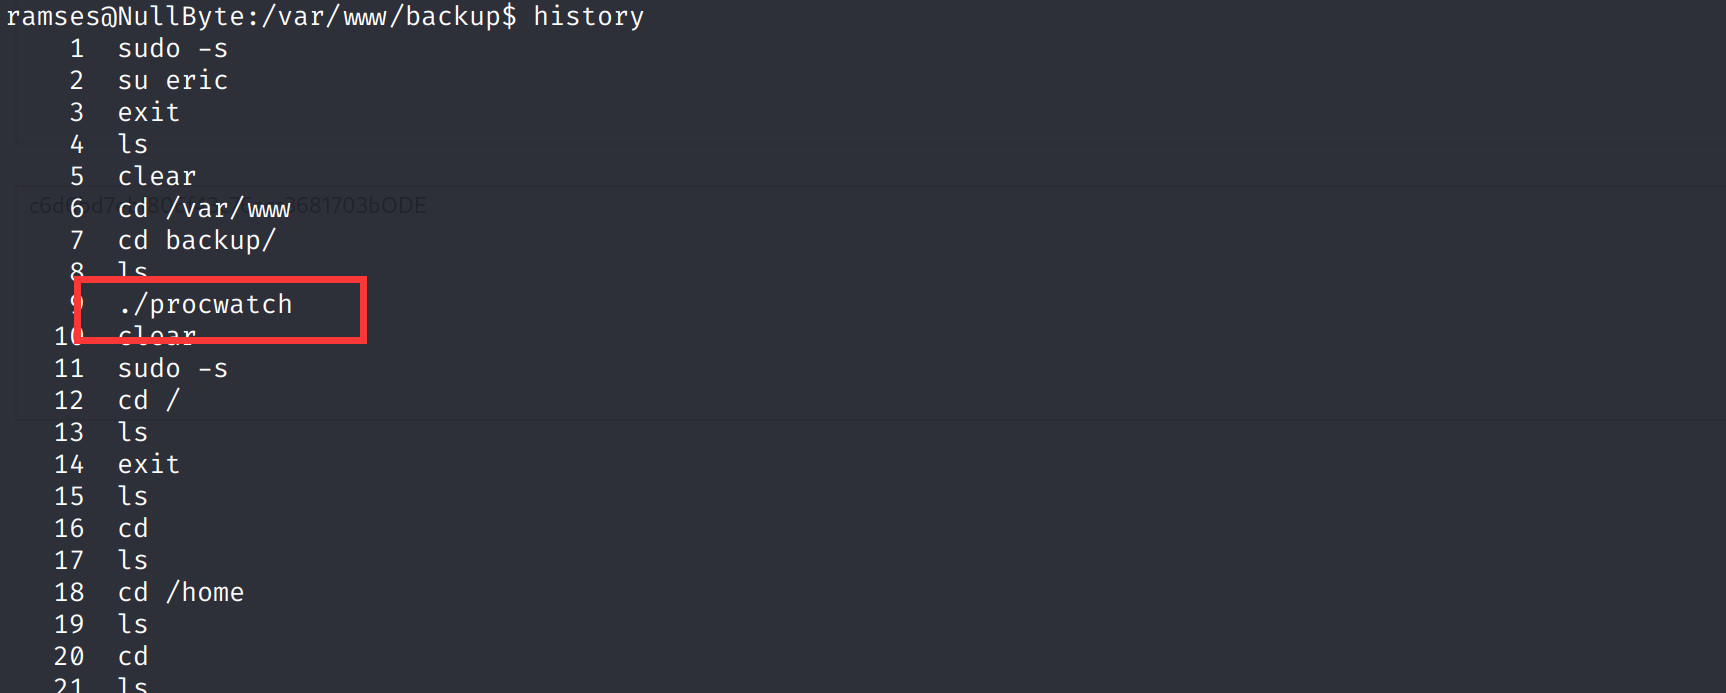 ramses@NullByte:/var/www/backup$ history
1 sudo -s
2 su eric
3 exit
4 ls
5 clear
6 cd /var/www
7 cd backup/
8 ls
9 ./procwatch
10 clear
11 sudo -s
12 cd /
13 ls
14 exit
15 ls
16 cd
17 ls
18 cd /home
19 ls
20 cd
21 ls